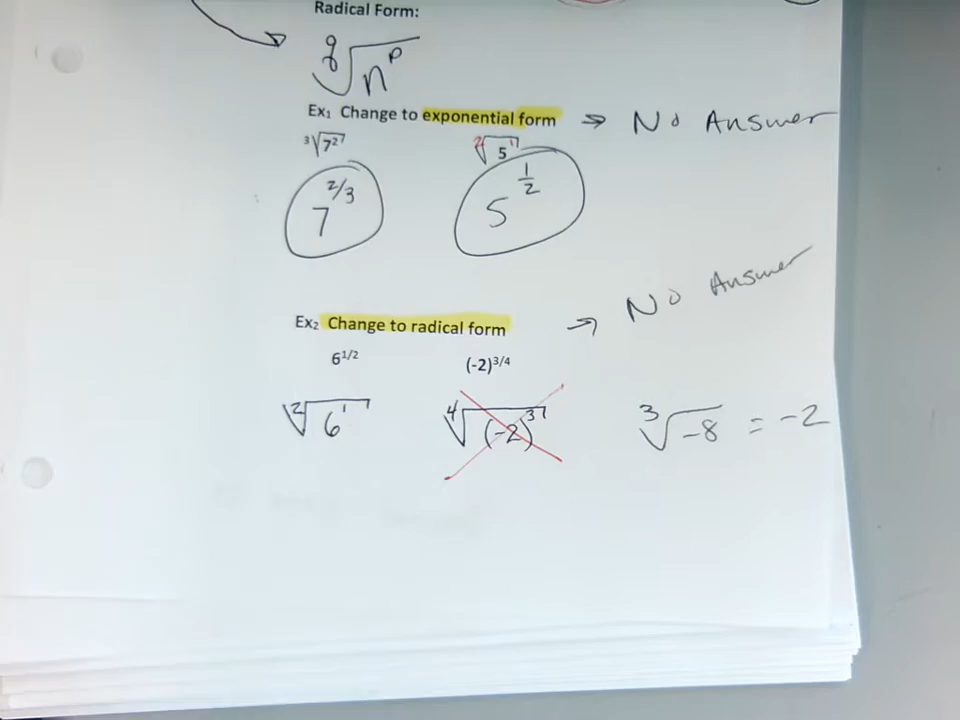 Radical Form:
q√n^p
Ex₁ Change to exponential form → No Answer
³√7² ²√5¹
7^2/3 5^1/2
Ex₂ Change to radical form → No Answer
6^1/2 (-2)^3/4
²√6¹ ⁴√(-2)³ ³√-8 = -2